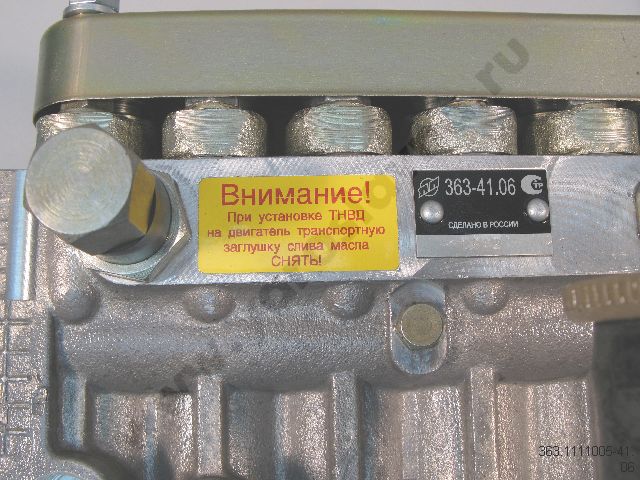 Внимание!
При установке ТНВД
на двигатель транспортную
заглушку слива масла
СНЯТЬ!
363-41.06
СДЕЛАНО В РОССИИ
363.1111005-41.
06